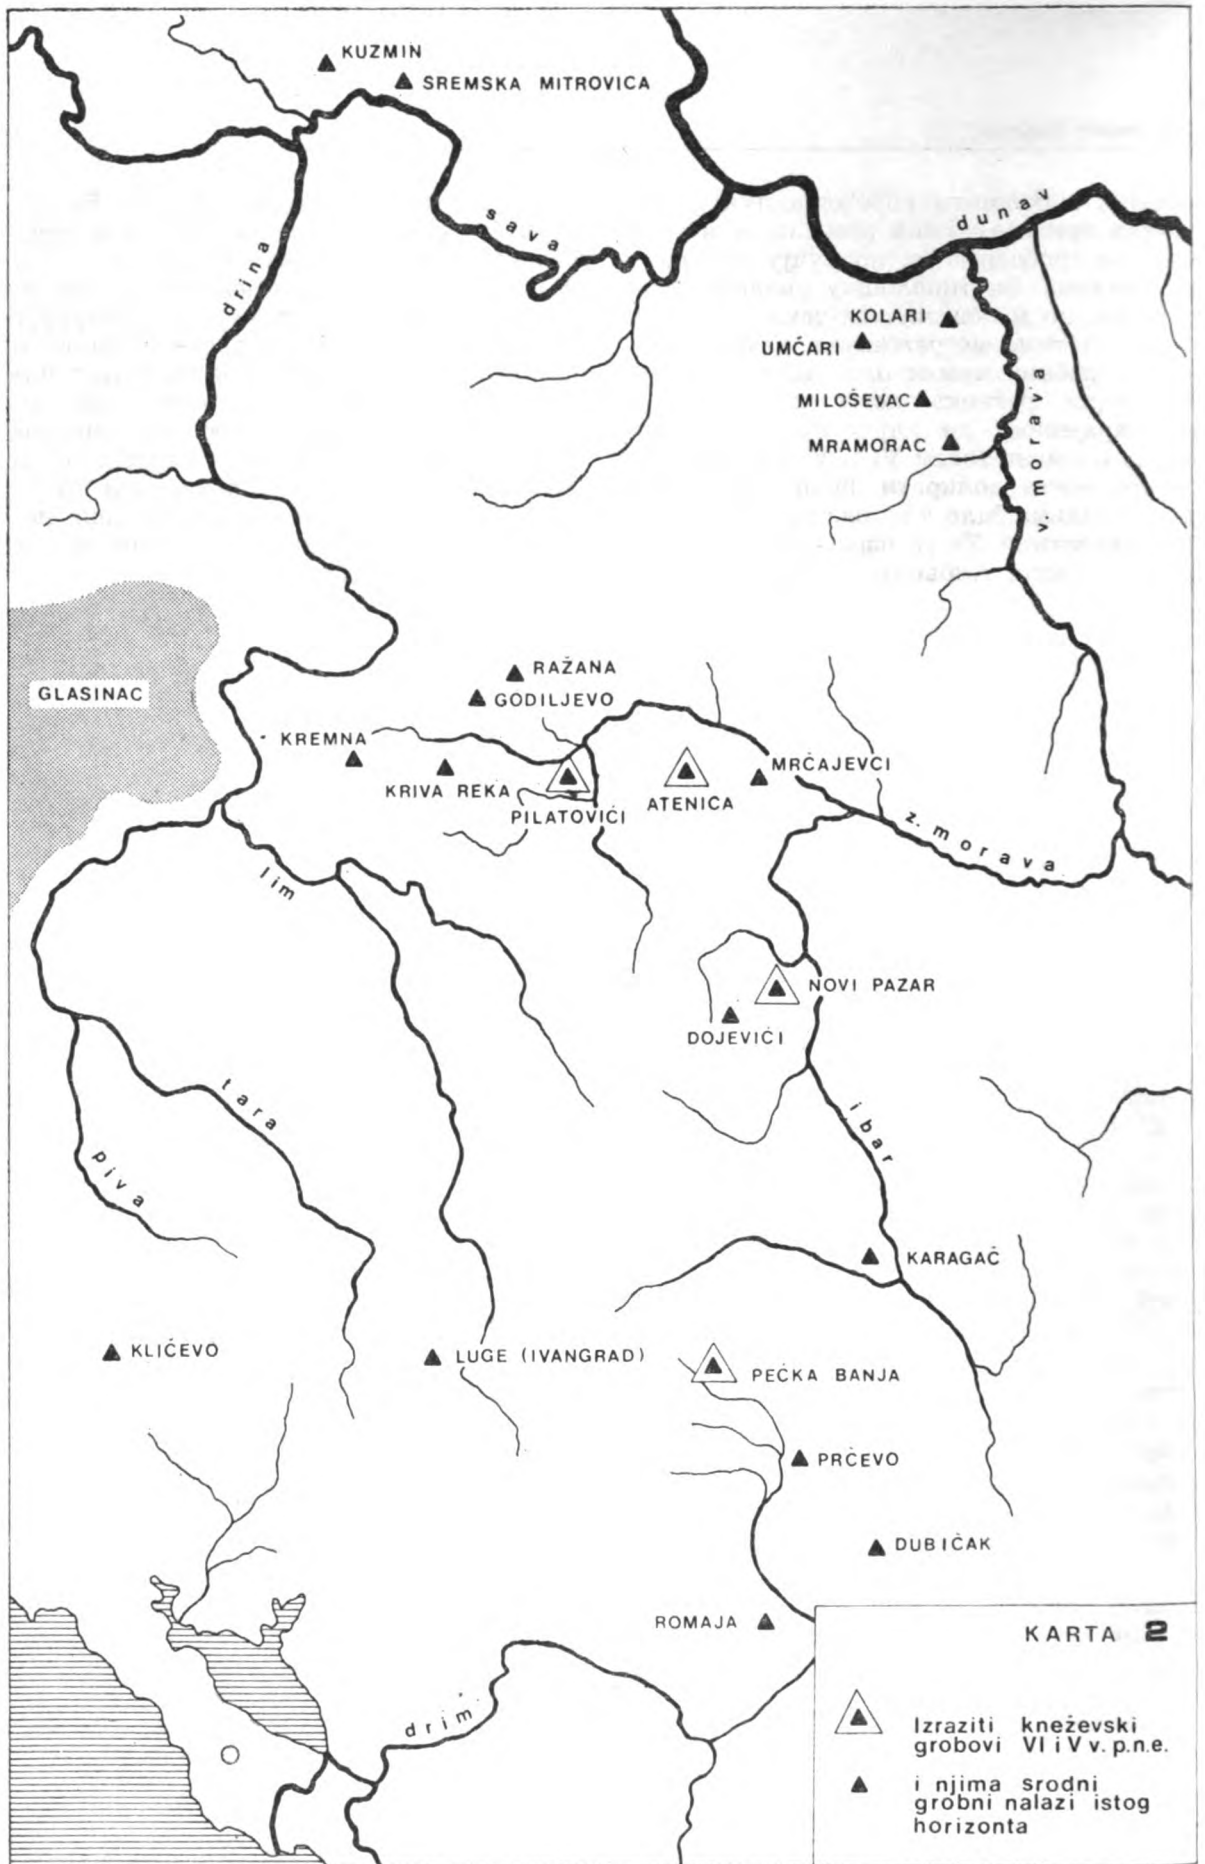 KUZMIN
SREMSKA MITROVICA
sava
dunav
drina
KOLARI
UMČARI
MILOŠEVAC
MRAMORAC
v. morava
RAŽANA
GLASINAC
GODILJEVO
KREMNA
MRČAJEVCI
KRIVA REKA
ATENICA
PILATOVIĆI
z. morava
lim
NOVI PAZAR
DOJEVIĆI
tara
ibar
piva
KARAGAČ
KLIČEVO
LUGE (IVANGRAD)
PEĆKA BANJA
PRČEVO
DUBIČAK
ROMAJA
drim
KARTA 2
Izraziti kneževski
grobovi VI i V v. p.n.e.
i njima srodni
grobni nalazi istog
horizonta